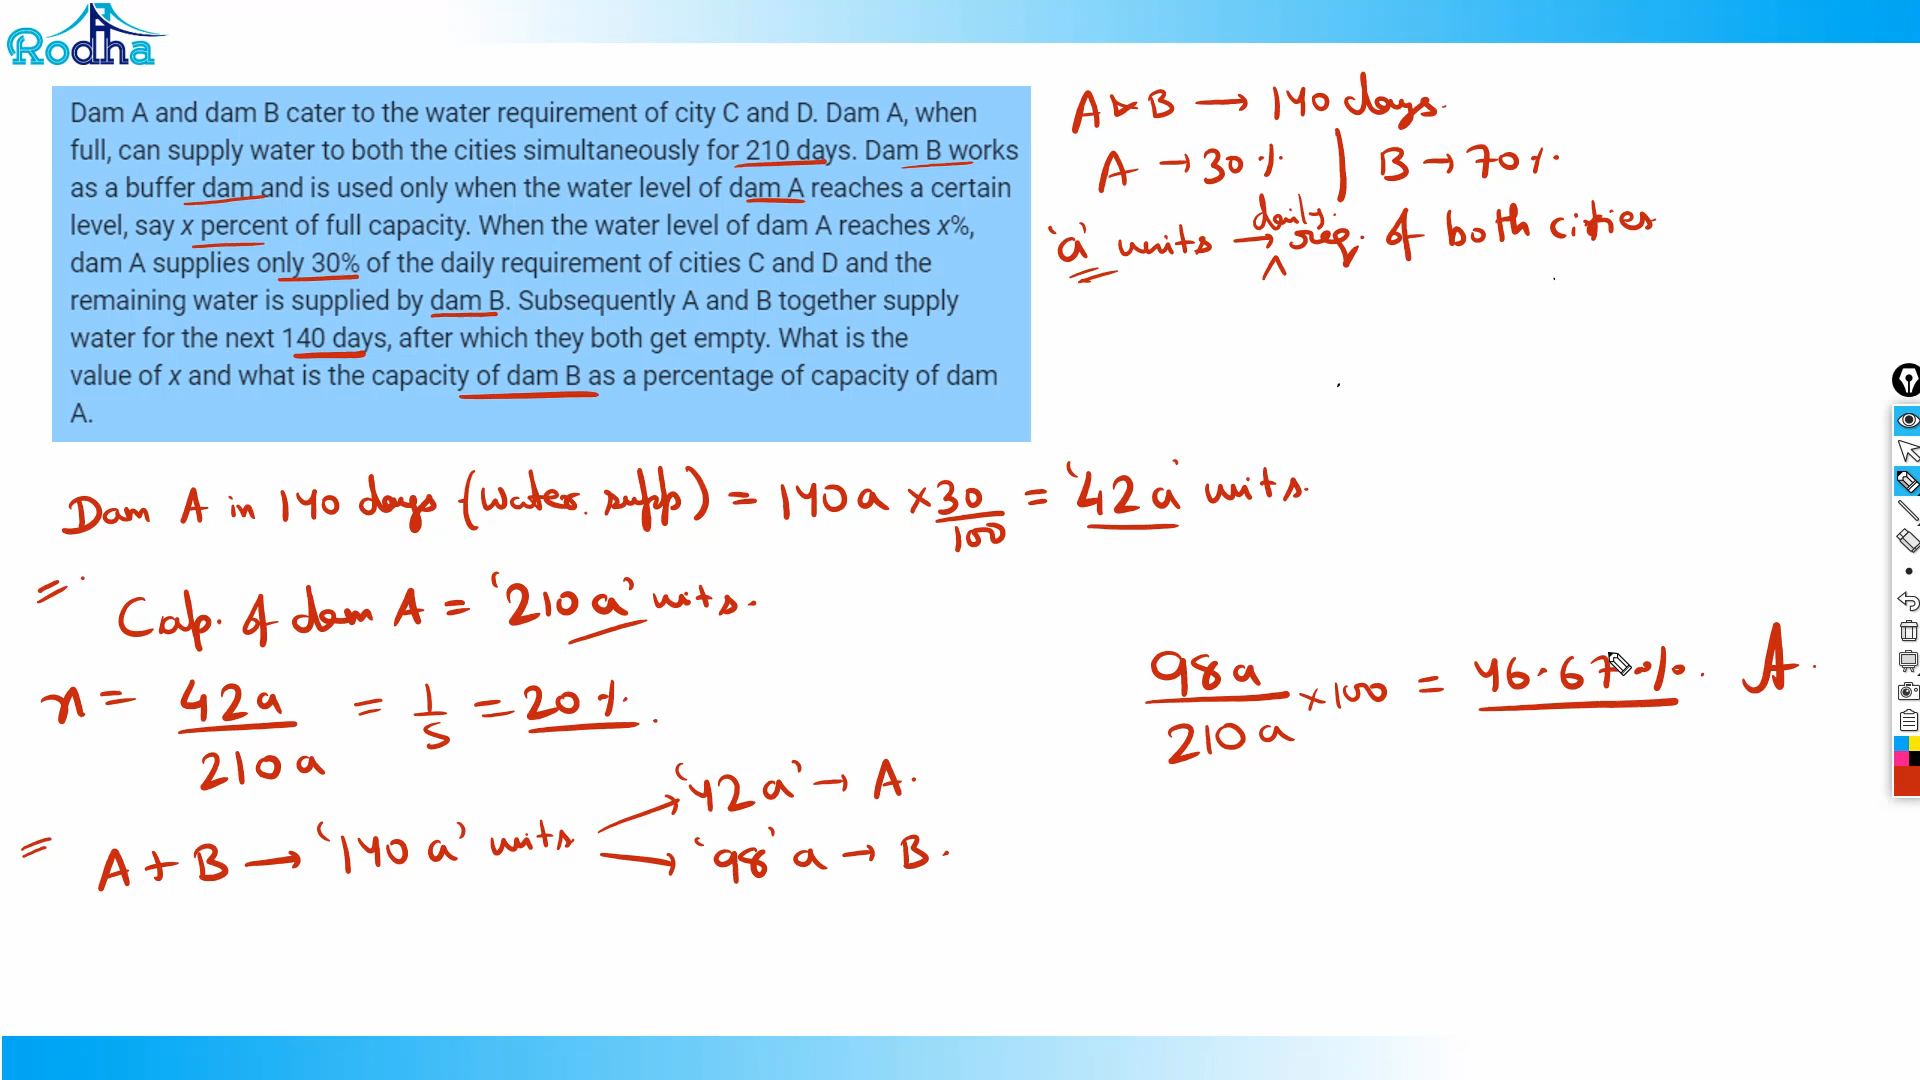 Rodha
Dam A and dam B cater to the water requirement of city C and D. Dam A, when
full, can supply water to both the cities simultaneously for 210 days. Dam B works
as a buffer dam and is used only when the water level of dam A reaches a certain
level, say x percent of full capacity. When the water level of dam A reaches x%,
dam A supplies only 30% of the daily requirement of cities C and D and the
remaining water is supplied by dam B. Subsequently A and B together supply
water for the next 140 days, after which they both get empty. What is the
value of x and what is the capacity of dam B as a percentage of capacity of dam
A.
A & B → 140 days.
A → 30% | B → 70%
daily
'a' units → req. of both cities
Dam A in 140 days (Water supp) = 140a × 30/100 = '42a' units.
= Cap. of dam A = '210a' units.
x = 42a/210a = 1/5 = 20%.
= A + B → '140a' units
'42a' → A.
'98'a → B.
98a/210a × 100 = 46.67%. A.